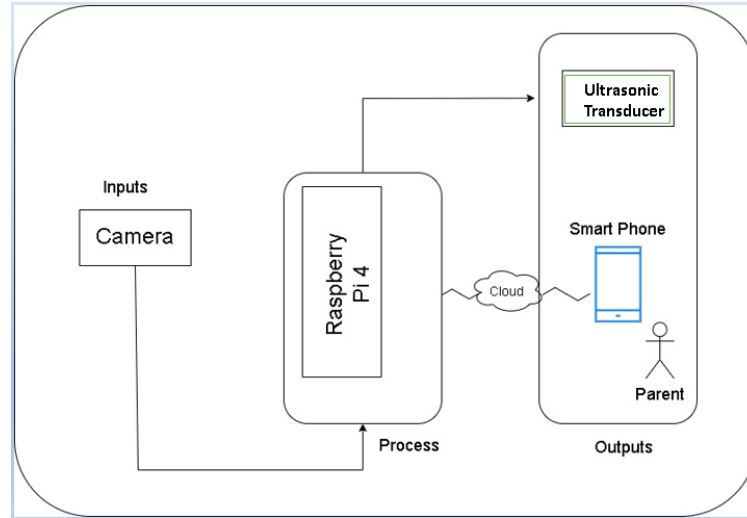 Inputs
Camera
Raspberry
Pi 4
Process
Cloud
Ultrasonic
Transducer
Smart Phone
Parent
Outputs